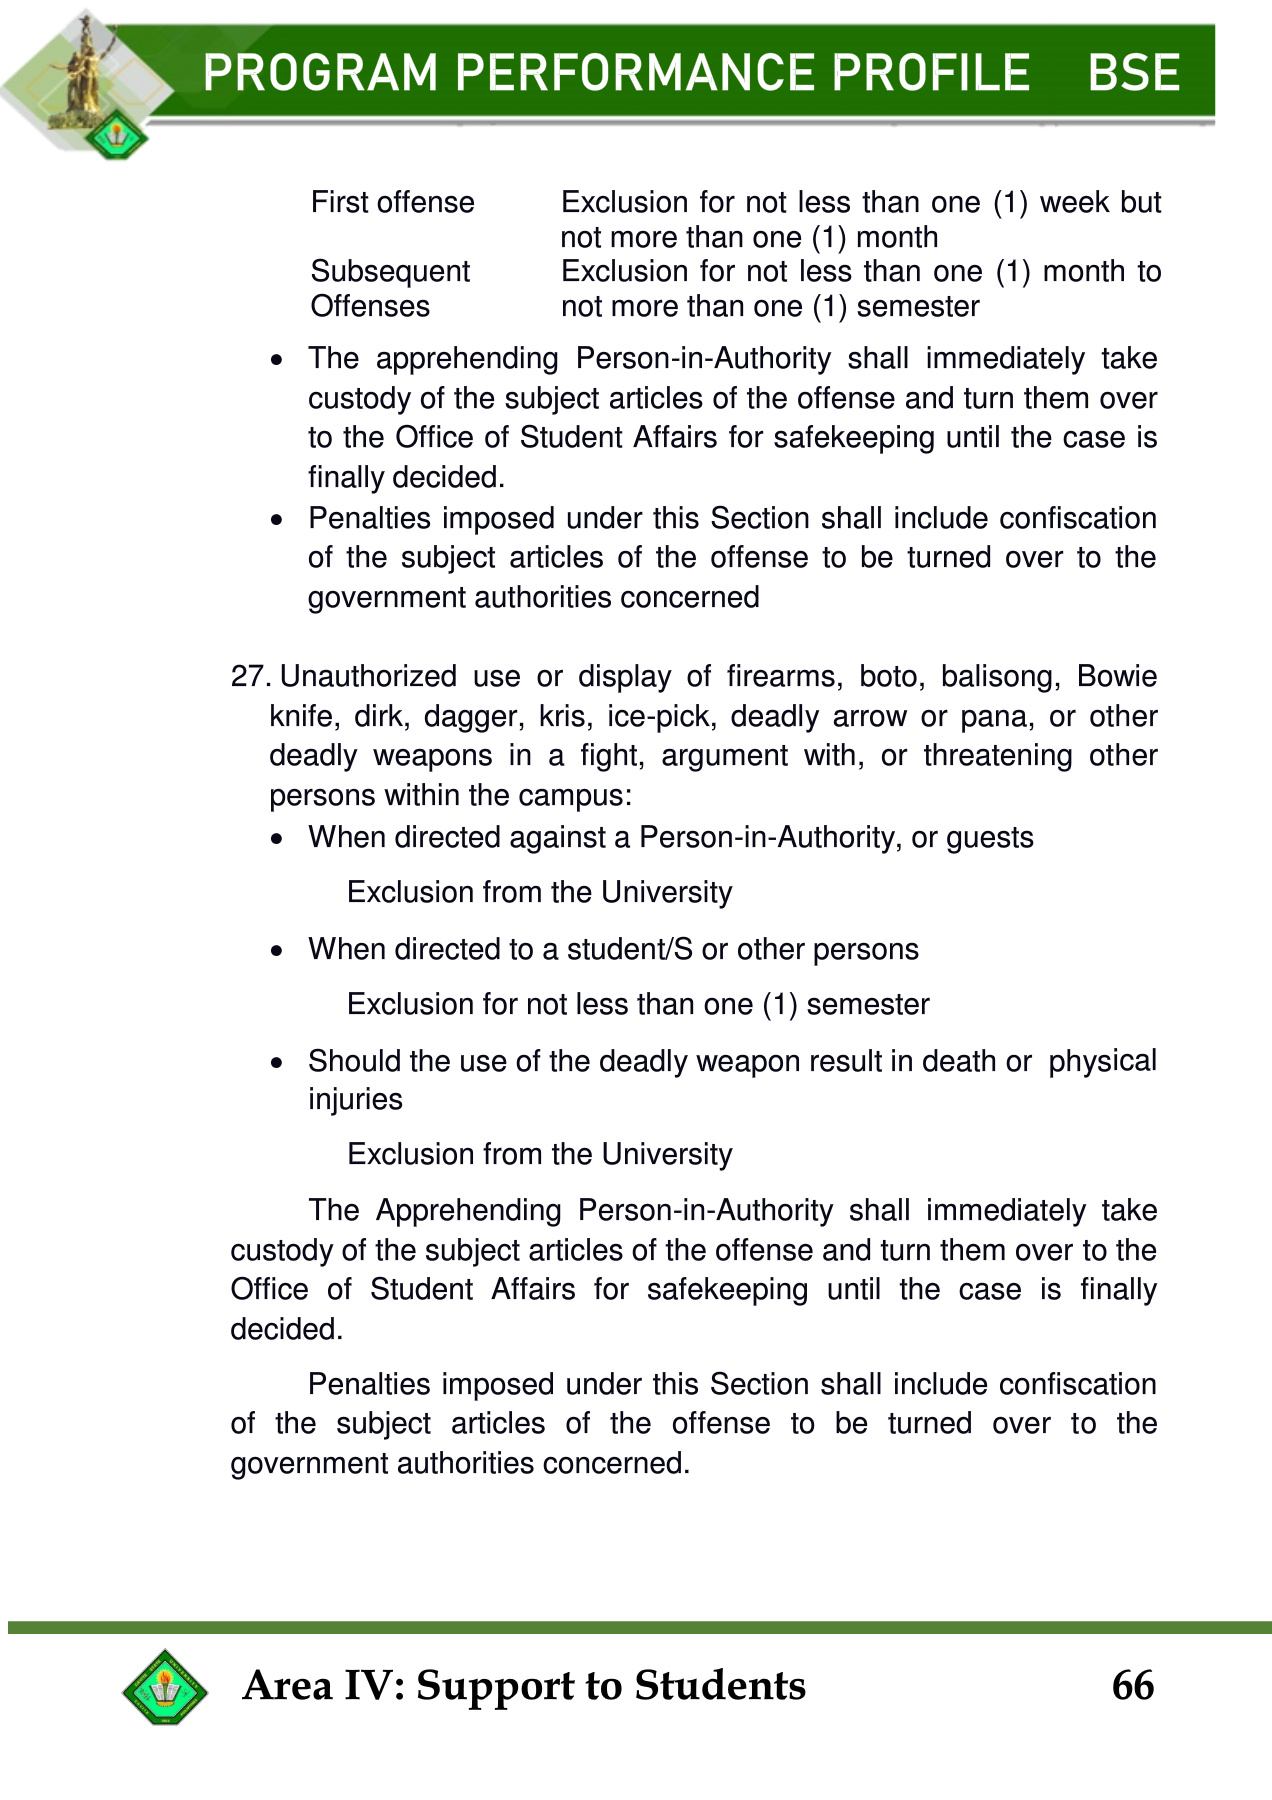 PROGRAM PERFORMANCE PROFILE BSE
First offense Exclusion for not less than one (1) week but
not more than one (1) month
Subsequent Exclusion for not less than one (1) month to
Offenses not more than one (1) semester
• The apprehending Person-in-Authority shall immediately take
custody of the subject articles of the offense and turn them over
to the Office of Student Affairs for safekeeping until the case is
finally decided.
• Penalties imposed under this Section shall include confiscation
of the subject articles of the offense to be turned over to the
government authorities concerned
27. Unauthorized use or display of firearms, boto, balisong, Bowie
knife, dirk, dagger, kris, ice-pick, deadly arrow or pana, or other
deadly weapons in a fight, argument with, or threatening other
persons within the campus:
• When directed against a Person-in-Authority, or guests
Exclusion from the University
• When directed to a student/S or other persons
Exclusion for not less than one (1) semester
• Should the use of the deadly weapon result in death or physical
injuries
Exclusion from the University
The Apprehending Person-in-Authority shall immediately take
custody of the subject articles of the offense and turn them over to the
Office of Student Affairs for safekeeping until the case is finally
decided.
Penalties imposed under this Section shall include confiscation
of the subject articles of the offense to be turned over to the
government authorities concerned.
Area IV: Support to Students 66